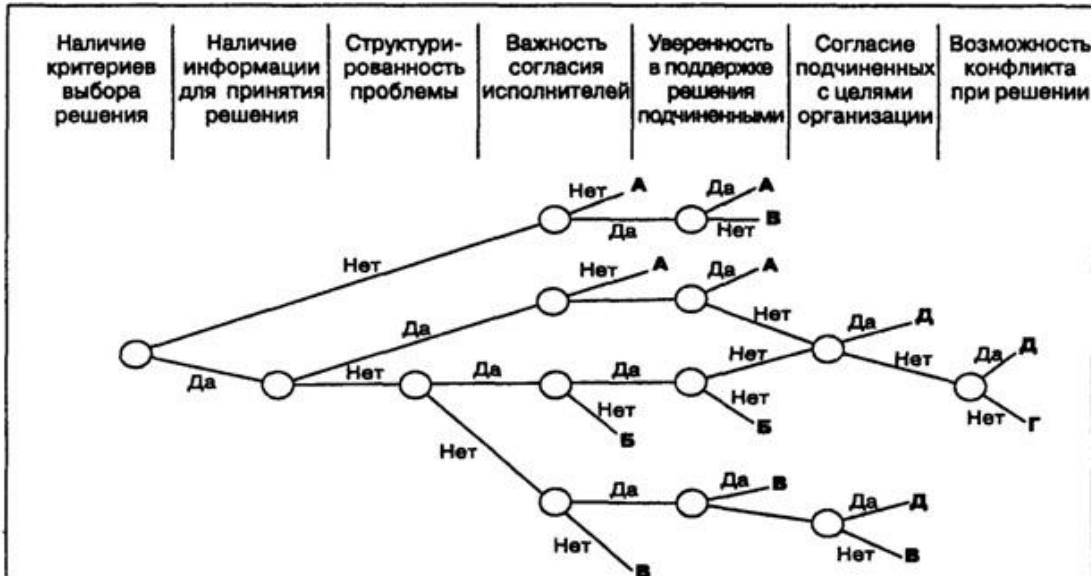 Наличие
критериев
выбора
решения
Наличие
информации
для принятия
решения
Структури-
рованность
проблемы
Важность
согласия
исполнителей
Уверенность
в поддержке
решения
подчиненными
Согласие
подчиненных
с целями
организации
Возможность
конфликта
при решении
Нет А
Да А
Да
Нет В
Нет
Нет А
Да А
Да
Нет
Да Д
Нет
Да Д
Нет Г
Да
Нет
Да
Да
Нет
Нет
Б
Нет
Б
Нет
Да
Да В
Да Д
Нет
В
Нет В